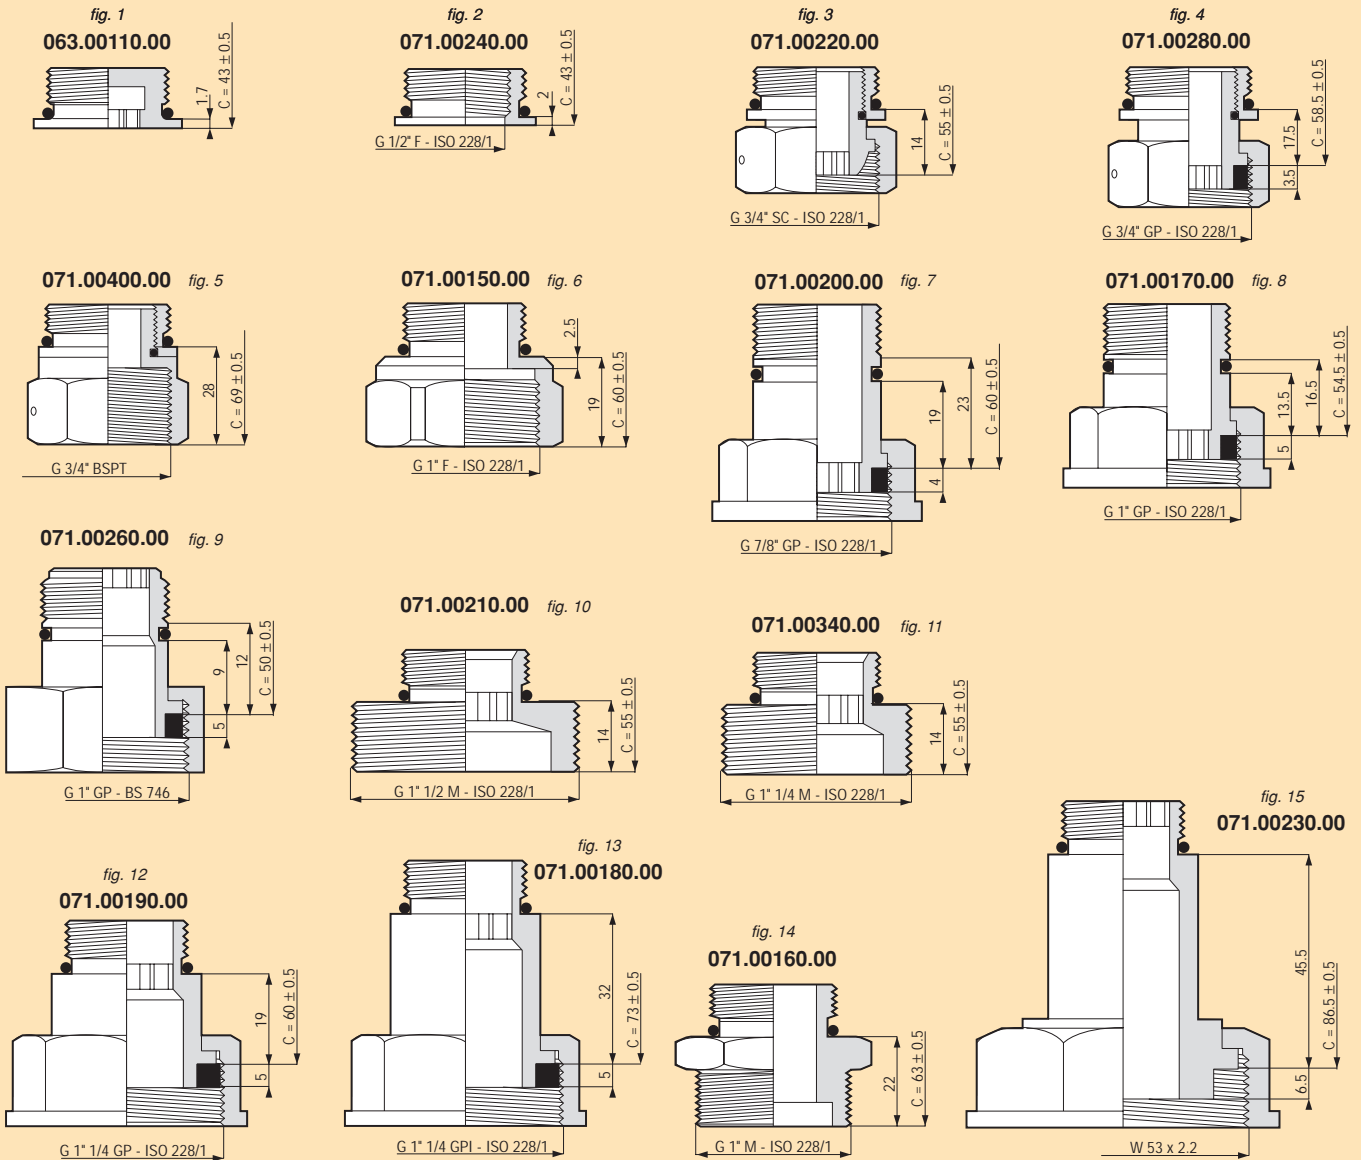 fig. 1
063.00110.00
1.7
C = 43 ± 0.5
fig. 2
071.00240.00
2
C = 43 ± 0.5
G 1/2" F - ISO 228/1
fig. 3
071.00220.00
14
C = 55 ± 0.5
G 3/4" SC - ISO 228/1
fig. 4
071.00280.00
17.5
3.5
C = 58.5 ± 0.5
G 3/4" GP - ISO 228/1
071.00400.00 fig. 5
28
C = 69 ± 0.5
G 3/4" BSPT
071.00150.00 fig. 6
2.5
19
C = 60 ± 0.5
G 1" F - ISO 228/1
071.00200.00 fig. 7
19
4
23
C = 60 ± 0.5
G 7/8" GP - ISO 228/1
071.00170.00 fig. 8
13.5
5
16.5
C = 54.5 ± 0.5
G 1" GP - ISO 228/1
071.00260.00 fig. 9
9
5
12
C = 50 ± 0.5
G 1" GP - BS 746
071.00210.00 fig. 10
14
C = 55 ± 0.5
G 1" 1/2 M - ISO 228/1
071.00340.00 fig. 11
14
C = 55 ± 0.5
G 1" 1/4 M - ISO 228/1
fig. 12
071.00190.00
19
5
C = 60 ± 0.5
G 1" 1/4 GP - ISO 228/1
fig. 13
071.00180.00
32
5
C = 73 ± 0.5
G 1" 1/4 GPI - ISO 228/1
fig. 14
071.00160.00
22
C = 63 ± 0.5
G 1" M - ISO 228/1
fig. 15
071.00230.00
45.5
6.5
C = 86.5 ± 0.5
W 53 x 2.2